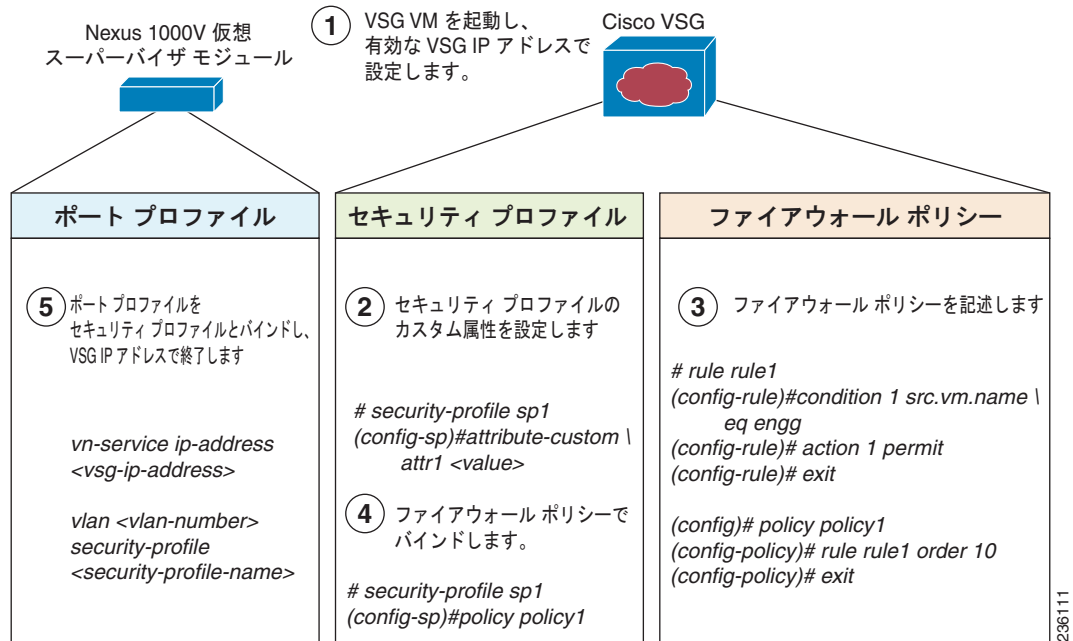 Nexus 1000V 仮想
スーパーバイザ モジュール
1
VSG VM を起動し、
有効な VSG IP アドレスで
設定します。
Cisco VSG
ポート プロファイル
5
ポート プロファイルを
セキュリティ プロファイルとバインドし、
VSG IP アドレスで終了します
vn-service ip-address
<vsg-ip-address>
vlan <vlan-number>
security-profile
<security-profile-name>
セキュリティ プロファイル
2
セキュリティ プロファイルの
カスタム属性を設定します
# security-profile sp1
(config-sp)#attribute-custom \
attr1 <value>
4
ファイアウォール ポリシーで
バインドします。
# security-profile sp1
(config-sp)#policy policy1
ファイアウォール ポリシー
3
ファイアウォール ポリシーを記述します
# rule rule1
(config-rule)#condition 1 src.vm.name \
eq engg
(config-rule)# action 1 permit
(config-rule)# exit
(config)# policy policy1
(config-policy)# rule rule1 order 10
(config-policy)# exit
236111